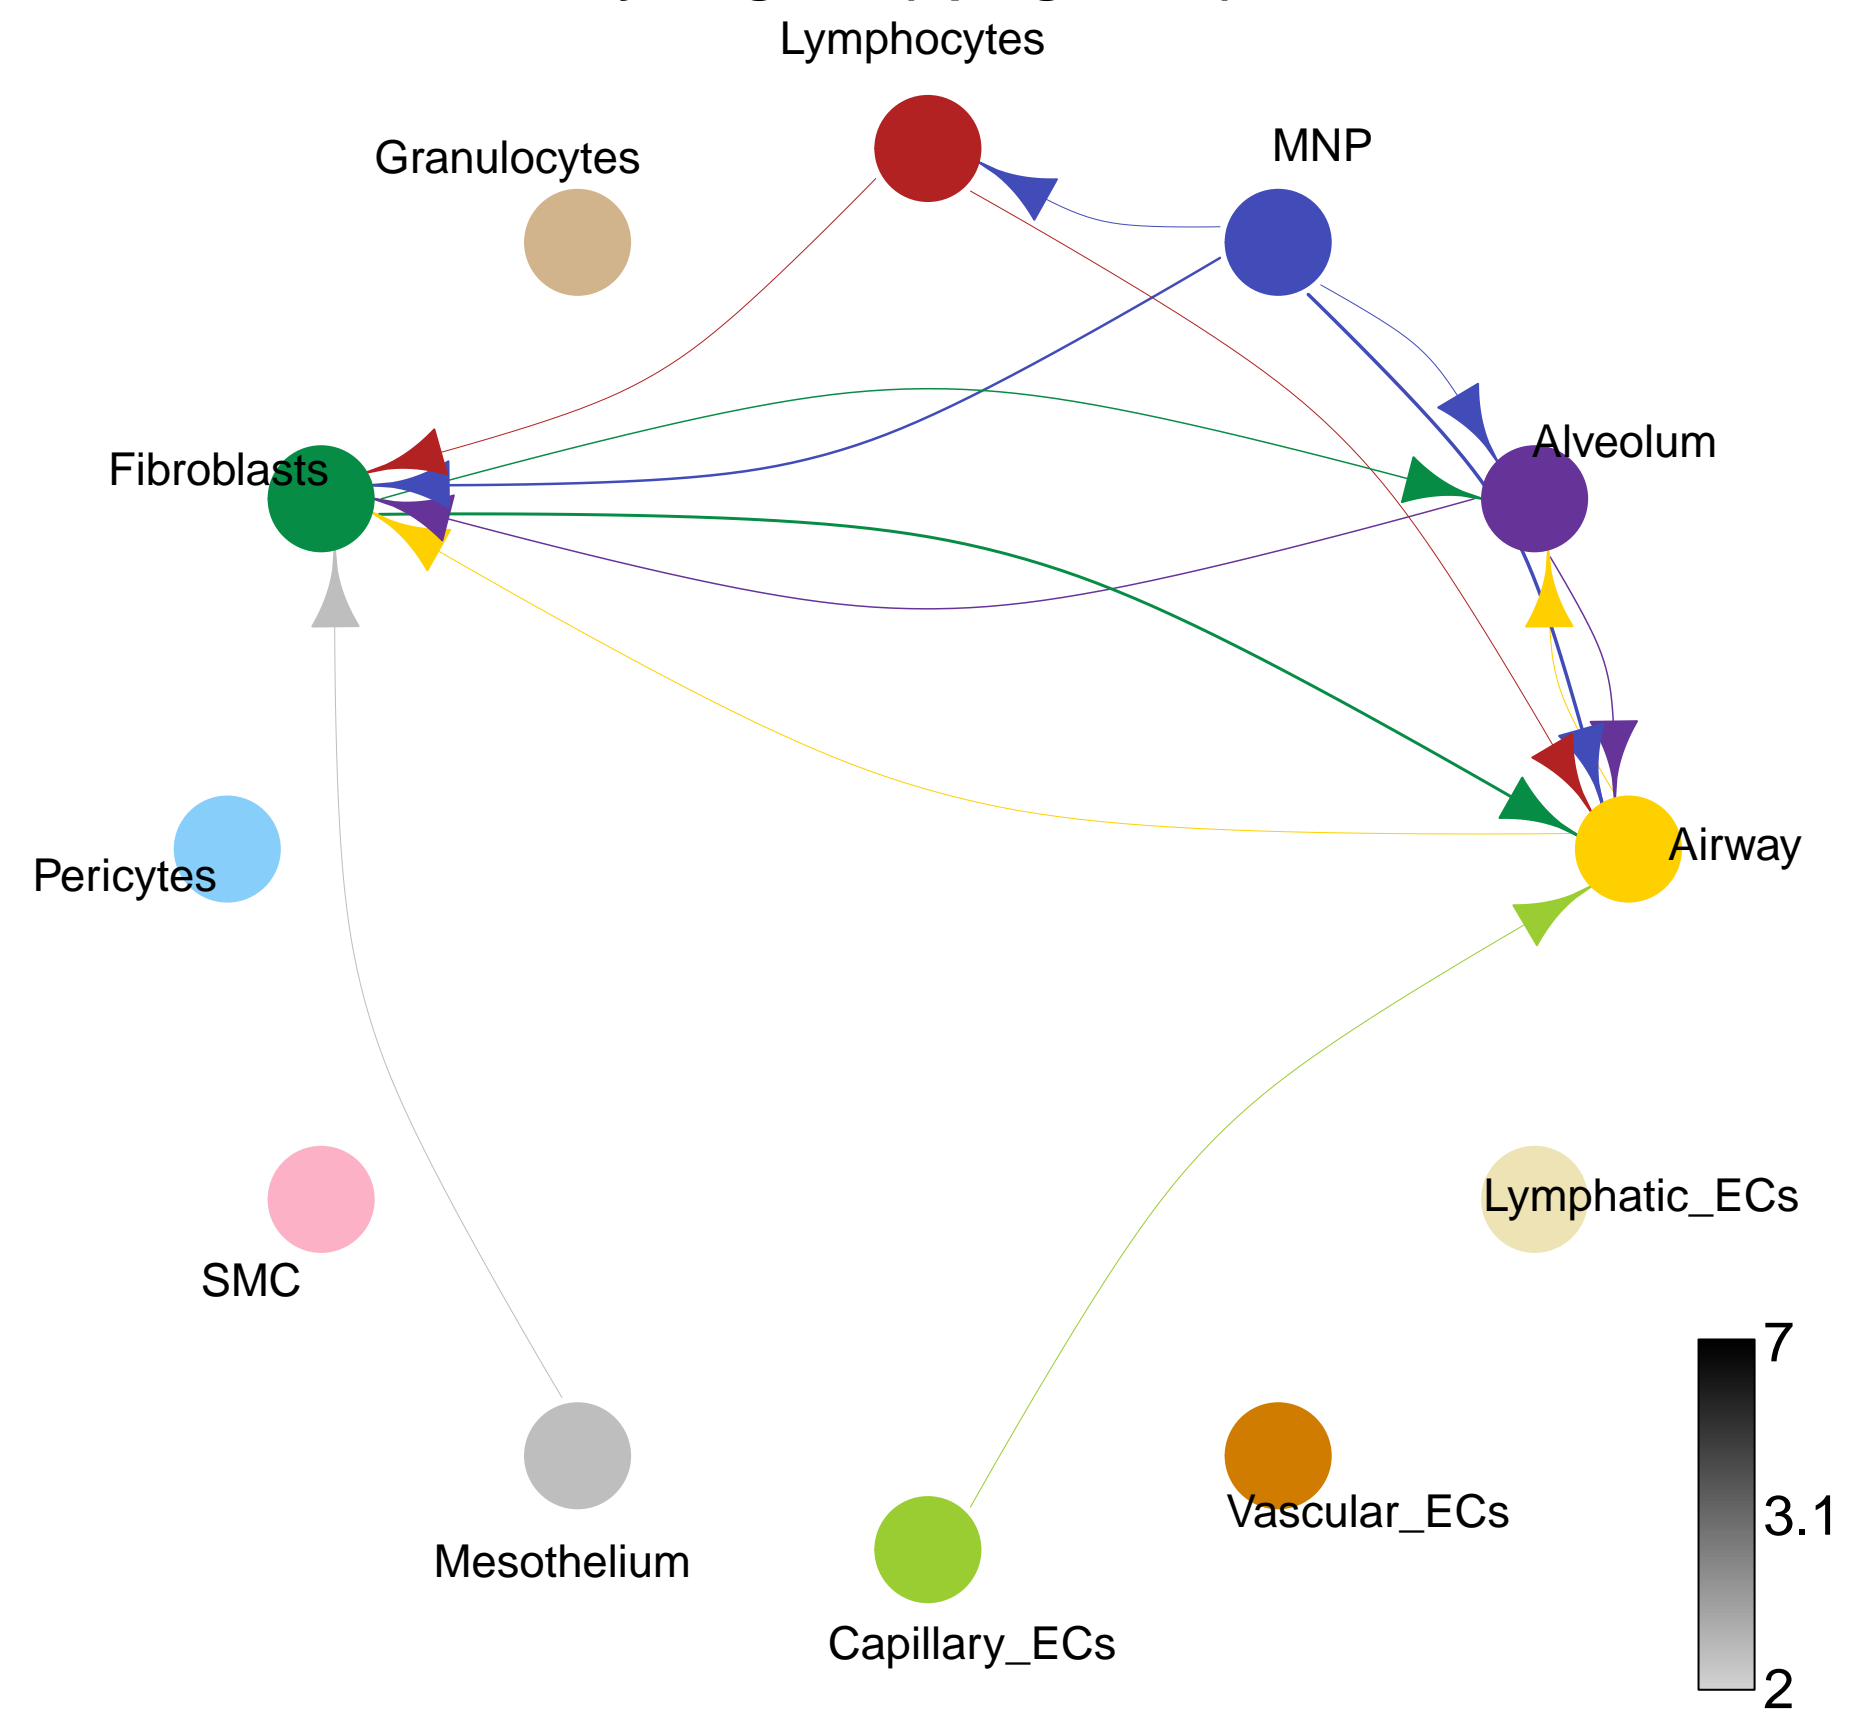 Lymphocytes
MNP
Granulocytes
Alveolum
Fibroblasts
Airway
Pericytes
Lymphatic_ECs
SMC
7
Vascular_ECs
3.1
Mesothelium
Capillary_ECs
2